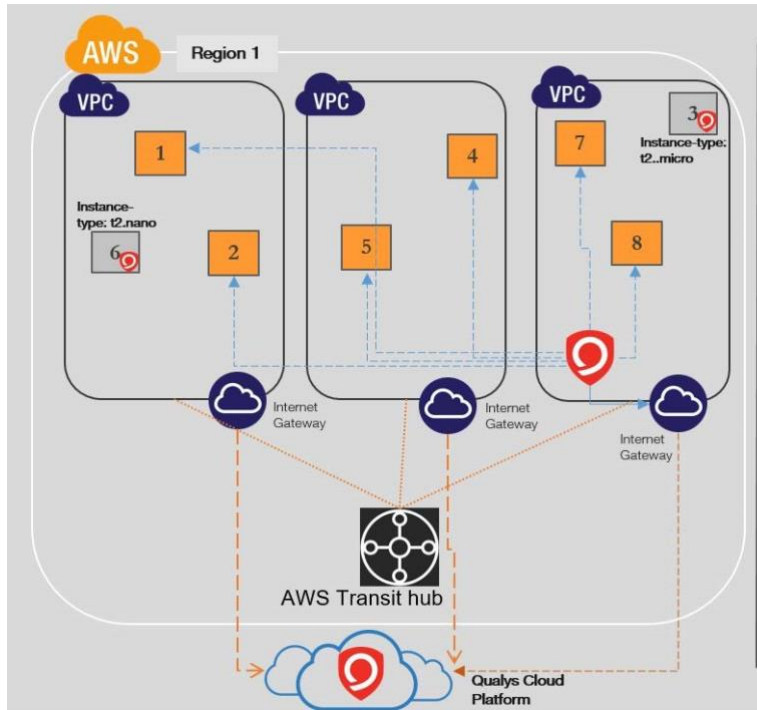 AWS
Region 1
VPC
VPC
VPC
3
Instance-type:
t2..micro
1
4
7
Instance-
type: t2.nano
6
2
5
8
Internet
Gateway
Internet
Gateway
Internet
Gateway
AWS Transit hub
Qualys Cloud
Platform